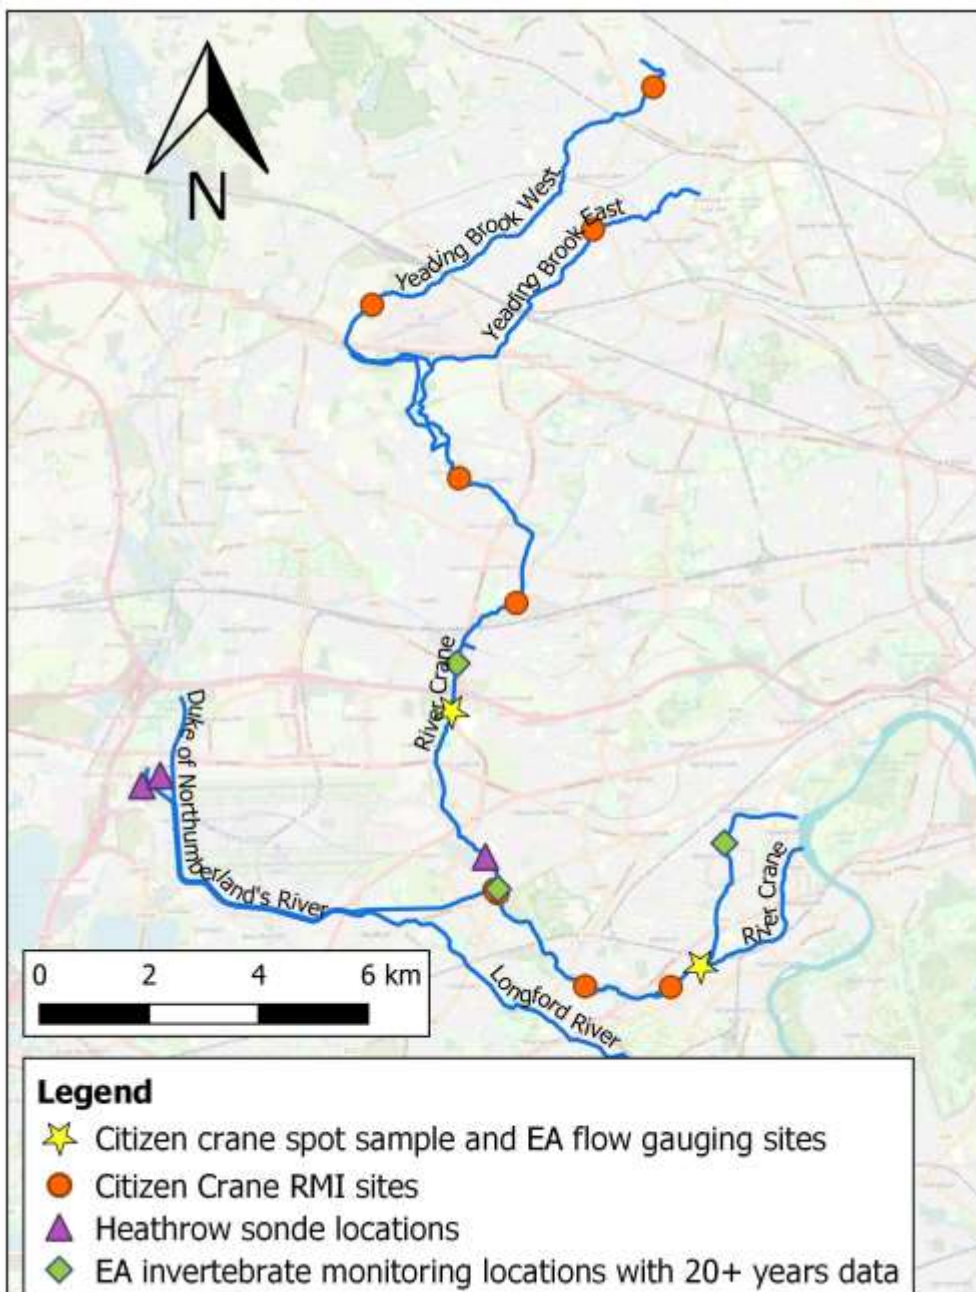 N
Yeading Brook West
Yeading Brook East
River Crane
Duke of Northumberland's River
River Crane
Longford River
0 2 4 6 km
Legend
Citizen crane spot sample and EA flow gauging sites
Citizen Crane RMI sites
Heathrow sonde locations
EA invertebrate monitoring locations with 20+ years data